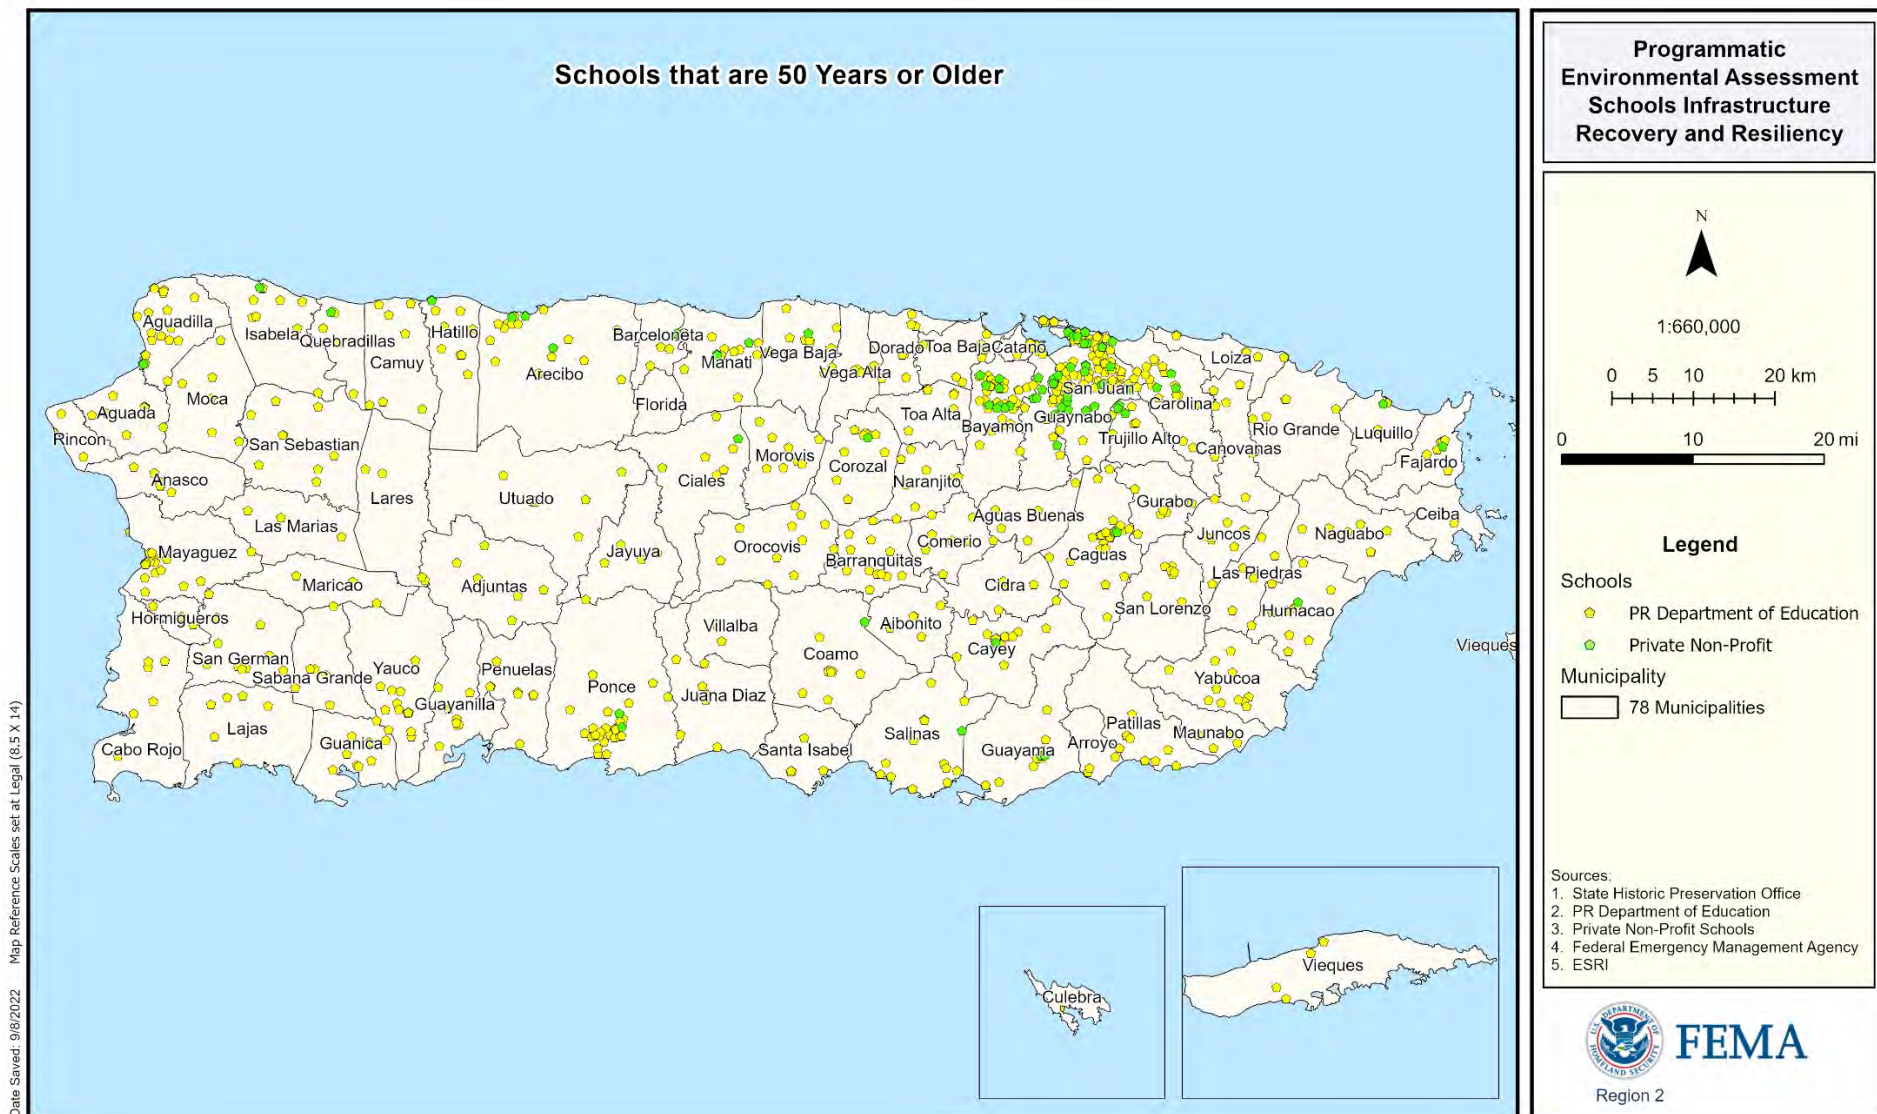 Schools that are 50 Years or Older
Aguadilla
Isabela
Quebradillas
Camuy
Hatillo
Arecibo
Barceloneta
Manati
Vega Baja
Vega Alta
Dorado
Toa Baja
Catano
San Juan
Loiza
Carolina
Moca
Aguada
Rincon
San Sebastian
Florida
Toa Alta
Bayamon
Guaynabo
Trujillo Alto
Canovanas
Rio Grande
Luquillo
Fajardo
Anasco
Lares
Utuado
Ciales
Morovis
Corozal
Naranjito
Aguas Buenas
Gurabo
Ceiba
Las Marias
Mayaguez
Jayuya
Orocovis
Barranquitas
Comerio
Caguas
Juncos
Naguabo
Maricao
Adjuntas
Cidra
Las Piedras
San Lorenzo
Humacao
Hormigueros
Villalba
Aibonito
Cayey
Coamo
Vieques
San German
Sabana Grande
Yauco
Penuelas
Ponce
Juana Diaz
Yabucoa
Guayanilla
Lajas
Guanica
Cabo Rojo
Santa Isabel
Salinas
Guayama
Arroyo
Patillas
Maunabo
Culebra
Vieques
Programmatic
Environmental Assessment
Schools Infrastructure
Recovery and Resiliency
N
1:660,000
0 5 10 20 km
0 10 20 mi
Legend
Schools
PR Department of Education
Private Non-Profit
Municipality
78 Municipalities
Sources:
1. State Historic Preservation Office
2. PR Department of Education
3. Private Non-Profit Schools
4. Federal Emergency Management Agency
5. ESRI
U.S. DEPARTMENT OF
HOMELAND SECURITY
FEMA
Region 2
Date Saved: 9/8/2022 Map Reference Scales set at Legal (8.5 X 14)